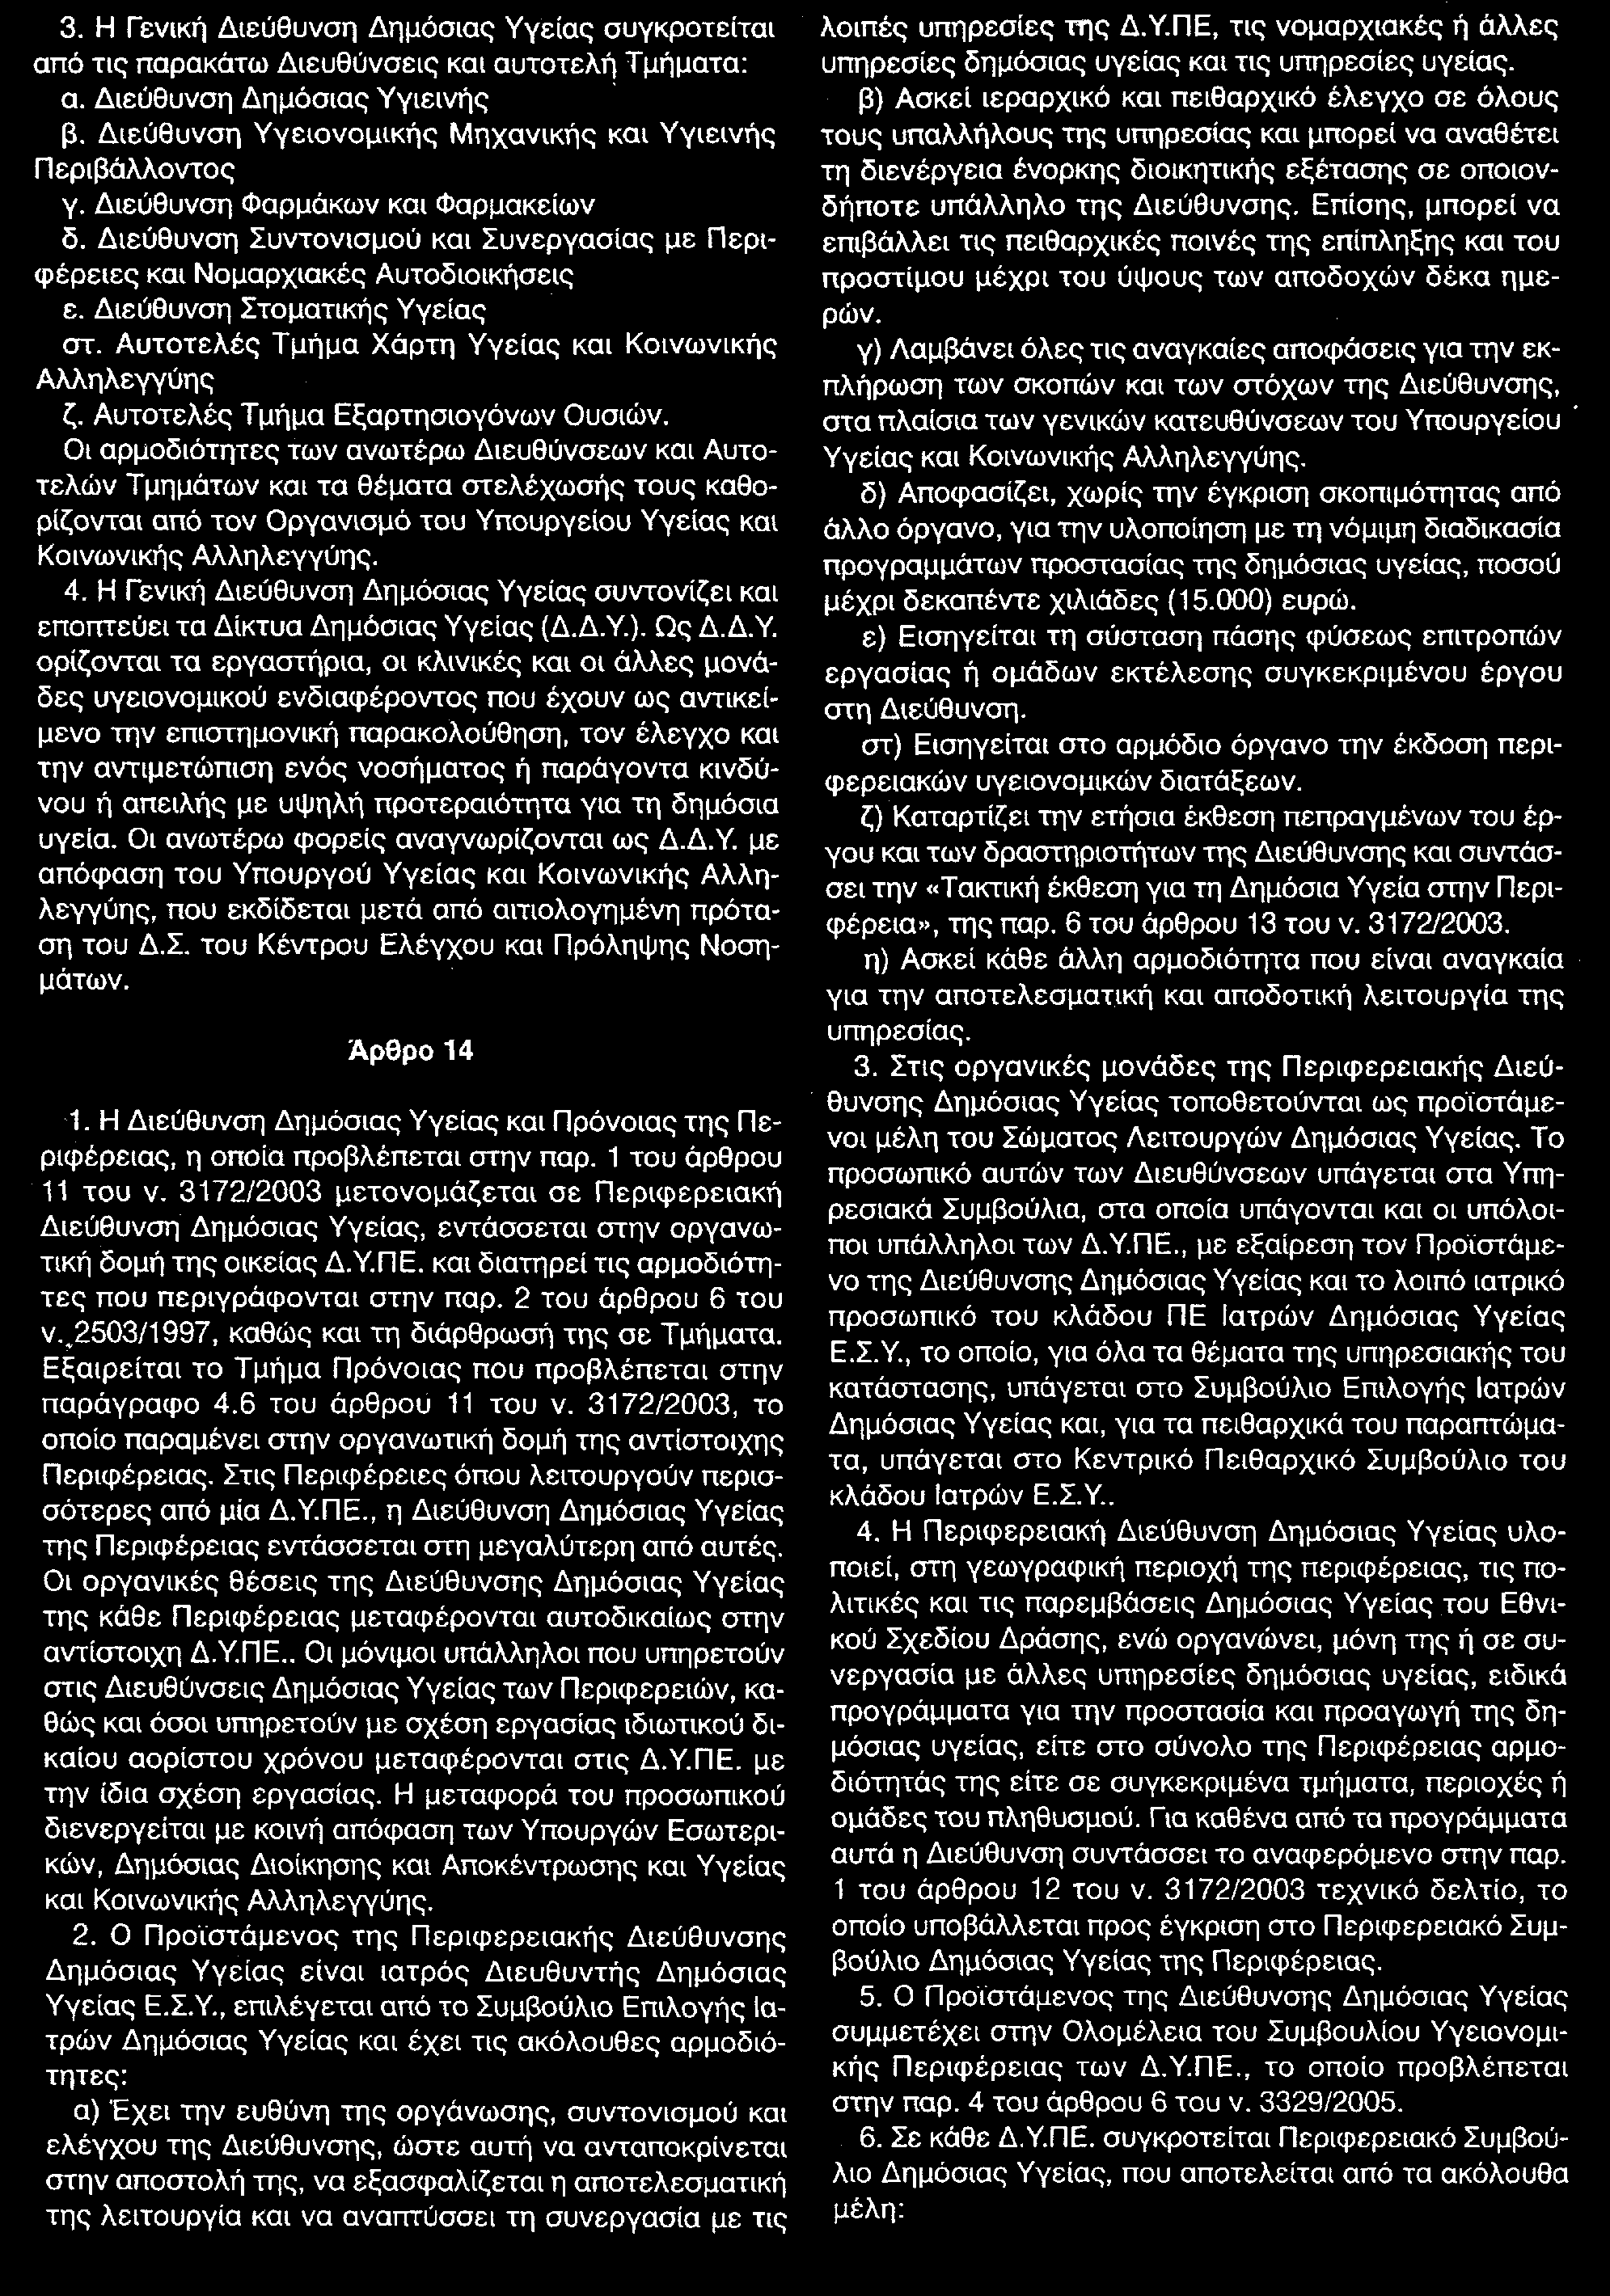 3. Η Γενική Διεύθυνση Δημόσιας Υγείας συγκροτείται
από τις παρακάτω Διευθύνσεις και αυτοτελή Τμήματα:
α. Διεύθυνση Δημόσιας Υγιεινής
β. Διεύθυνση Υγειονομικής Μηχανικής και Υγιεινής
Περιβάλλοντος
γ. Διεύθυνση Φαρμάκων και Φαρμακείων
δ. Διεύθυνση Συντονισμού και Συνεργασίας με Περι-
φέρειες και Νομαρχιακές Αυτοδιοικήσεις
ε. Διεύθυνση Στοματικής Υγείας
στ. Αυτοτελές Τμήμα Χάρτη Υγείας και Κοινωνικής
Αλληλεγγύης
ζ. Αυτοτελές Τμήμα Εξαρτησιογόνων Ουσιών.
Οι αρμοδιότητες των ανωτέρω Διευθύνσεων και Αυτο-
τελών Τμημάτων και τα θέματα στελέχωσής τους καθο-
ρίζονται από τον Οργανισμό του Υπουργείου Υγείας και
Κοινωνικής Αλληλεγγύης.
4. Η Γενική Διεύθυνση Δημόσιας Υγείας συντονίζει και
εποπτεύει τα Δίκτυα Δημόσιας Υγείας (Δ.Δ.Υ.). Ως Δ.Δ.Υ.
ορίζονται τα εργαστήρια, οι κλινικές και οι άλλες μονά-
δες υγειονομικού ενδιαφέροντος που έχουν ως αντικεί-
μενο την επιστημονική παρακολούθηση, τον έλεγχο και
την αντιμετώπιση ενός νοσήματος ή παράγοντα κινδύ-
νου ή απειλής με υψηλή προτεραιότητα για τη δημόσια
υγεία. Οι ανωτέρω φορείς αναγνωρίζονται ως Δ.Δ.Υ. με
απόφαση του Υπουργού Υγείας και Κοινωνικής Αλλη-
λεγγύης, που εκδίδεται μετά από αιτιολογημένη πρότα-
ση του Δ.Σ. του Κέντρου Ελέγχου και Πρόληψης Νοση-
μάτων.
Άρθρο 14
1. Η Διεύθυνση Δημόσιας Υγείας και Πρόνοιας της Πε-
ριφέρειας, η οποία προβλέπεται στην παρ. 1 του άρθρου
11 του ν. 3172/2003 μετονομάζεται σε Περιφερειακή
Διεύθυνση Δημόσιας Υγείας, εντάσσεται στην οργανω-
τική δομή της οικείας Δ.Υ.ΠΕ. και διατηρεί τις αρμοδιότη-
τες που περιγράφονται στην παρ. 2 του άρθρου 6 του
ν. 2503/1997, καθώς και τη διάρθρωσή της σε Τμήματα.
Εξαιρείται το Τμήμα Πρόνοιας που προβλέπεται στην
παράγραφο 4.6 του άρθρου 11 του ν. 3172/2003, το
οποίο παραμένει στην οργανωτική δομή της αντίστοιχης
Περιφέρειας. Στις Περιφέρειες όπου λειτουργούν περισ-
σότερες από μία Δ.Υ.ΠΕ., η Διεύθυνση Δημόσιας Υγείας
της Περιφέρειας εντάσσεται στη μεγαλύτερη από αυτές.
Οι οργανικές θέσεις της Διεύθυνσης Δημόσιας Υγείας
της κάθε Περιφέρειας μεταφέρονται αυτοδικαίως στην
αντίστοιχη Δ.Υ.ΠΕ.. Οι μόνιμοι υπάλληλοι που υπηρετούν
στις Διευθύνσεις Δημόσιας Υγείας των Περιφερειών, κα-
θώς και όσοι υπηρετούν με σχέση εργασίας ιδιωτικού δι-
καίου αορίστου χρόνου μεταφέρονται στις Δ.Υ.ΠΕ. με
την ίδια σχέση εργασίας. Η μεταφορά του προσωπικού
διενεργείται με κοινή απόφαση των Υπουργών Εσωτερι-
κών, Δημόσιας Διοίκησης και Αποκέντρωσης και Υγείας
και Κοινωνικής Αλληλεγγύης.
2. Ο Προϊστάμενος της Περιφερειακής Διεύθυνσης
Δημόσιας Υγείας είναι ιατρός Διευθυντής Δημόσιας
Υγείας Ε.Σ.Υ., επιλέγεται από το Συμβούλιο Επιλογής Ια-
τρών Δημόσιας Υγείας και έχει τις ακόλουθες αρμοδιό-
τητες:
α) Έχει την ευθύνη της οργάνωσης, συντονισμού και
ελέγχου της Διεύθυνσης, ώστε αυτή να ανταποκρίνεται
στην αποστολή της, να εξασφαλίζεται η αποτελεσματική
της λειτουργία και να αναπτύσσει τη συνεργασία με τις
λοιπές υπηρεσίες της Δ.Υ.ΠΕ, τις νομαρχιακές ή άλλες
υπηρεσίες δημόσιας υγείας και τις υπηρεσίες υγείας.
β) Ασκεί ιεραρχικό και πειθαρχικό έλεγχο σε όλους
τους υπαλλήλους της υπηρεσίας και μπορεί να αναθέτει
τη διενέργεια ένορκης διοικητικής εξέτασης σε οποιον-
δήποτε υπάλληλο της Διεύθυνσης. Επίσης, μπορεί να
επιβάλλει τις πειθαρχικές ποινές της επίπληξης και του
προστίμου μέχρι του ύψους των αποδοχών δέκα ημε-
ρών.
γ) Λαμβάνει όλες τις αναγκαίες αποφάσεις για την εκ-
πλήρωση των σκοπών και των στόχων της Διεύθυνσης,
στα πλαίσια των γενικών κατευθύνσεων του Υπουργείου
Υγείας και Κοινωνικής Αλληλεγγύης.
δ) Αποφασίζει, χωρίς την έγκριση σκοπιμότητας από
άλλο όργανο, για την υλοποίηση με τη νόμιμη διαδικασία
προγραμμάτων προστασίας της δημόσιας υγείας, ποσού
μέχρι δεκαπέντε χιλιάδες (15.000) ευρώ.
ε) Εισηγείται τη σύσταση πάσης φύσεως επιτροπών
εργασίας ή ομάδων εκτέλεσης συγκεκριμένου έργου
στη Διεύθυνση.
στ) Εισηγείται στο αρμόδιο όργανο την έκδοση περι-
φερειακών υγειονομικών διατάξεων.
ζ) Καταρτίζει την ετήσια έκθεση πεπραγμένων του έρ-
γου και των δραστηριοτήτων της Διεύθυνσης και συντάσ-
σει την «Τακτική έκθεση για τη Δημόσια Υγεία στην Περι-
φέρεια», της παρ. 6 του άρθρου 13 του ν. 3172/2003.
η) Ασκεί κάθε άλλη αρμοδιότητα που είναι αναγκαία
για την αποτελεσματική και αποδοτική λειτουργία της
υπηρεσίας.
3. Στις οργανικές μονάδες της Περιφερειακής Διεύ-
θυνσης Δημόσιας Υγείας τοποθετούνται ως προϊστάμε-
νοι μέλη του Σώματος Λειτουργών Δημόσιας Υγείας. Το
προσωπικό αυτών των Διευθύνσεων υπάγεται στα Υπη-
ρεσιακά Συμβούλια, στα οποία υπάγονται και οι υπόλοι-
ποι υπάλληλοι των Δ.Υ.ΠΕ., με εξαίρεση τον Προϊστάμε-
νο της Διεύθυνσης Δημόσιας Υγείας και το λοιπό ιατρικό
προσωπικό του κλάδου ΠΕ Ιατρών Δημόσιας Υγείας
Ε.Σ.Υ., το οποίο, για όλα τα θέματα της υπηρεσιακής του
κατάστασης, υπάγεται στο Συμβούλιο Επιλογής Ιατρών
Δημόσιας Υγείας και, για τα πειθαρχικά του παραπτώμα-
τα, υπάγεται στο Κεντρικό Πειθαρχικό Συμβούλιο του
κλάδου Ιατρών Ε.Σ.Υ..
4. Η Περιφερειακή Διεύθυνση Δημόσιας Υγείας υλο-
ποιεί, στη γεωγραφική περιοχή της περιφέρειας, τις πο-
λιτικές και τις παρεμβάσεις Δημόσιας Υγείας του Εθνι-
κού Σχεδίου Δράσης, ενώ οργανώνει, μόνη της ή σε συ-
νεργασία με άλλες υπηρεσίες δημόσιας υγείας, ειδικά
προγράμματα για την προστασία και προαγωγή της δη-
μόσιας υγείας, είτε στο σύνολο της Περιφέρειας αρμο-
διότητάς της είτε σε συγκεκριμένα τμήματα, περιοχές ή
ομάδες του πληθυσμού. Για καθένα από τα προγράμματα
αυτά η Διεύθυνση συντάσσει το αναφερόμενο στην παρ.
1 του άρθρου 12 του ν. 3172/2003 τεχνικό δελτίο, το
οποίο υποβάλλεται προς έγκριση στο Περιφερειακό Συμ-
βούλιο Δημόσιας Υγείας της Περιφέρειας.
5. Ο Προϊστάμενος της Διεύθυνσης Δημόσιας Υγείας
συμμετέχει στην Ολομέλεια του Συμβουλίου Υγειονομι-
κής Περιφέρειας των Δ.Υ.ΠΕ., το οποίο προβλέπεται
στην παρ. 4 του άρθρου 6 του ν. 3329/2005.
6. Σε κάθε Δ.Υ.ΠΕ. συγκροτείται Περιφερειακό Συμβού-
λιο Δημόσιας Υγείας, που αποτελείται από τα ακόλουθα
μέλη: